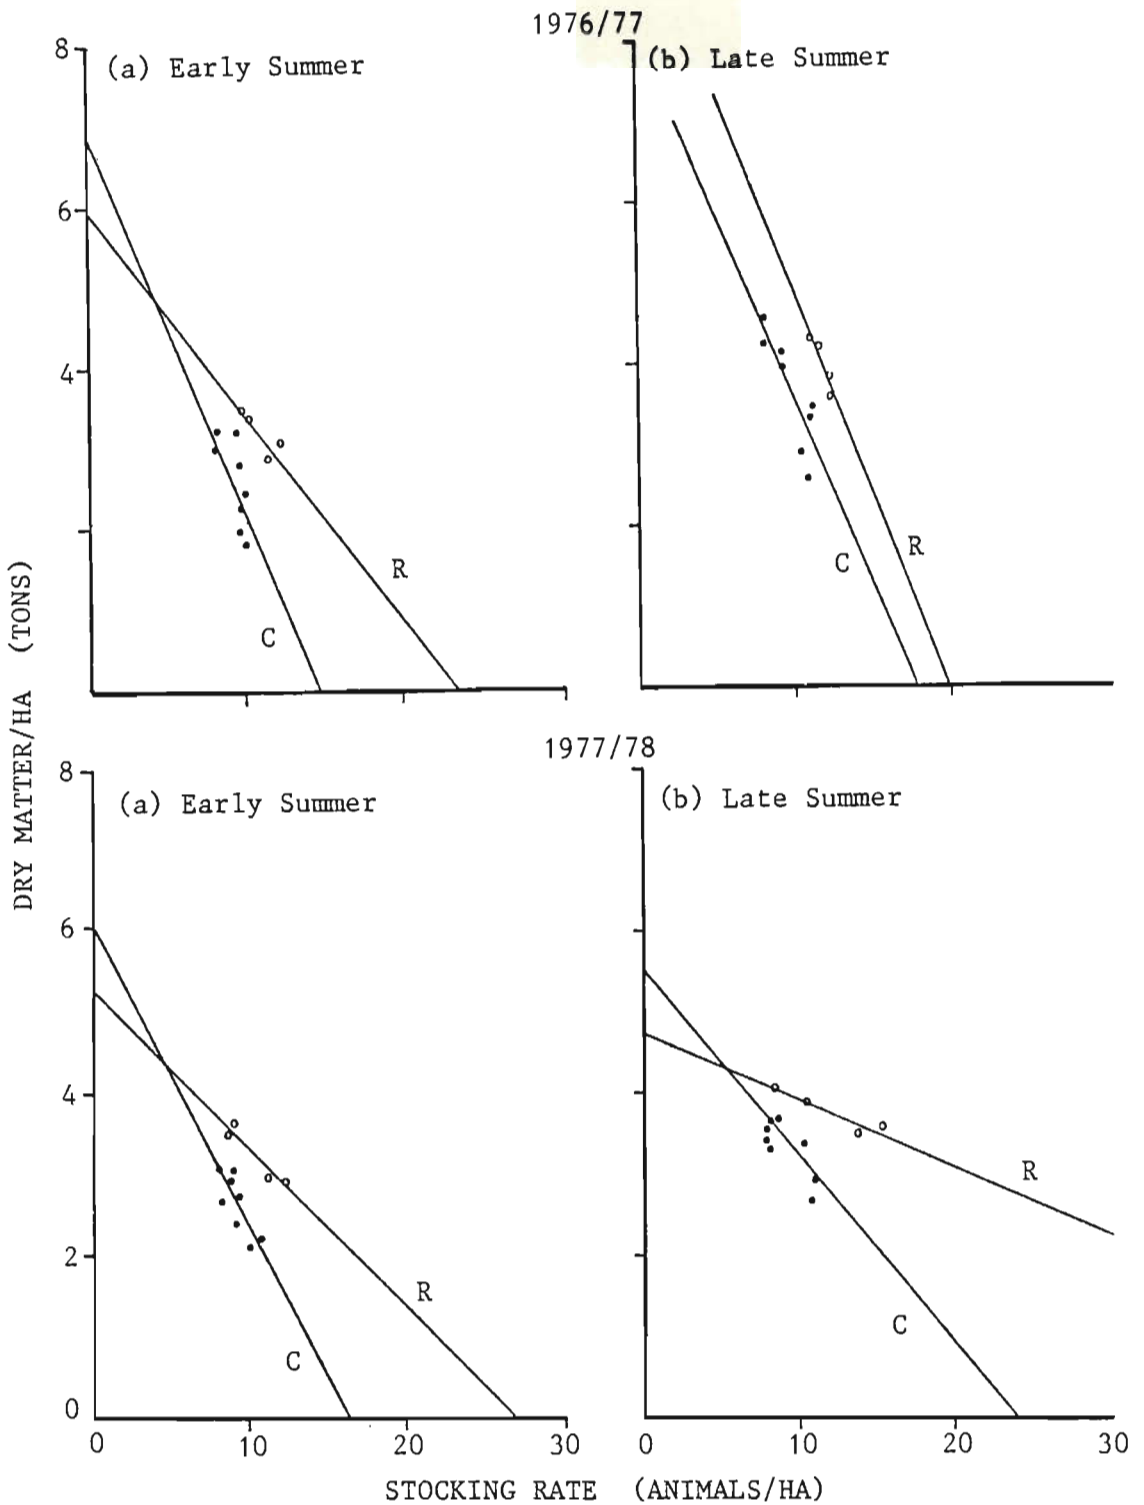 1976/77
(a) Early Summer
(b) Late Summer
8
6
4
R
C
R
C
DRY MATTER/HA (TONS)
1977/78
(a) Early Summer
(b) Late Summer
8
6
4
2
0
R
C
R
C
0 10 20 30
0 10 20 30
STOCKING RATE (ANIMALS/HA)